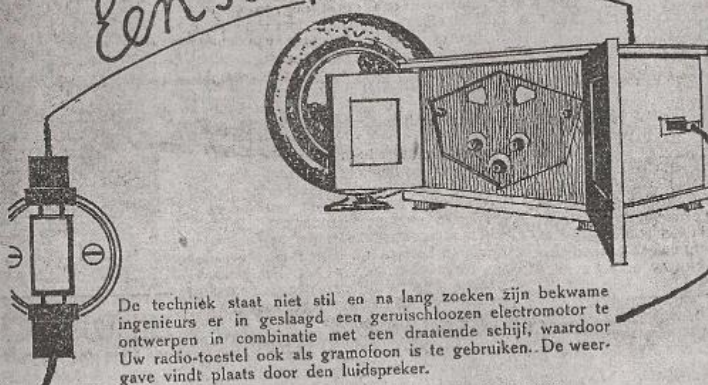 Een
De techniek staat niet stil en na lang zoeken zijn bekwame
ingenieurs er in geslaagd een geruischloozen electromotor te
ontwerpen in combinatie met een draaiende schijf, waardoor
Uw radio-toestel ook als gramofoon is te gebruiken. De weer-
gave vindt plaats door den luidspreker.